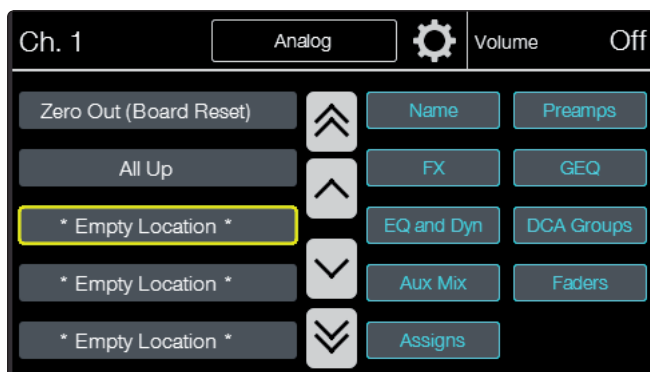 Ch. 1
Analog
Volume
Off
Zero Out (Board Reset)
Name
Preamps
All Up
FX
GEQ
* Empty Location *
EQ and Dyn
DCA Groups
* Empty Location *
Aux Mix
Faders
* Empty Location *
Assigns